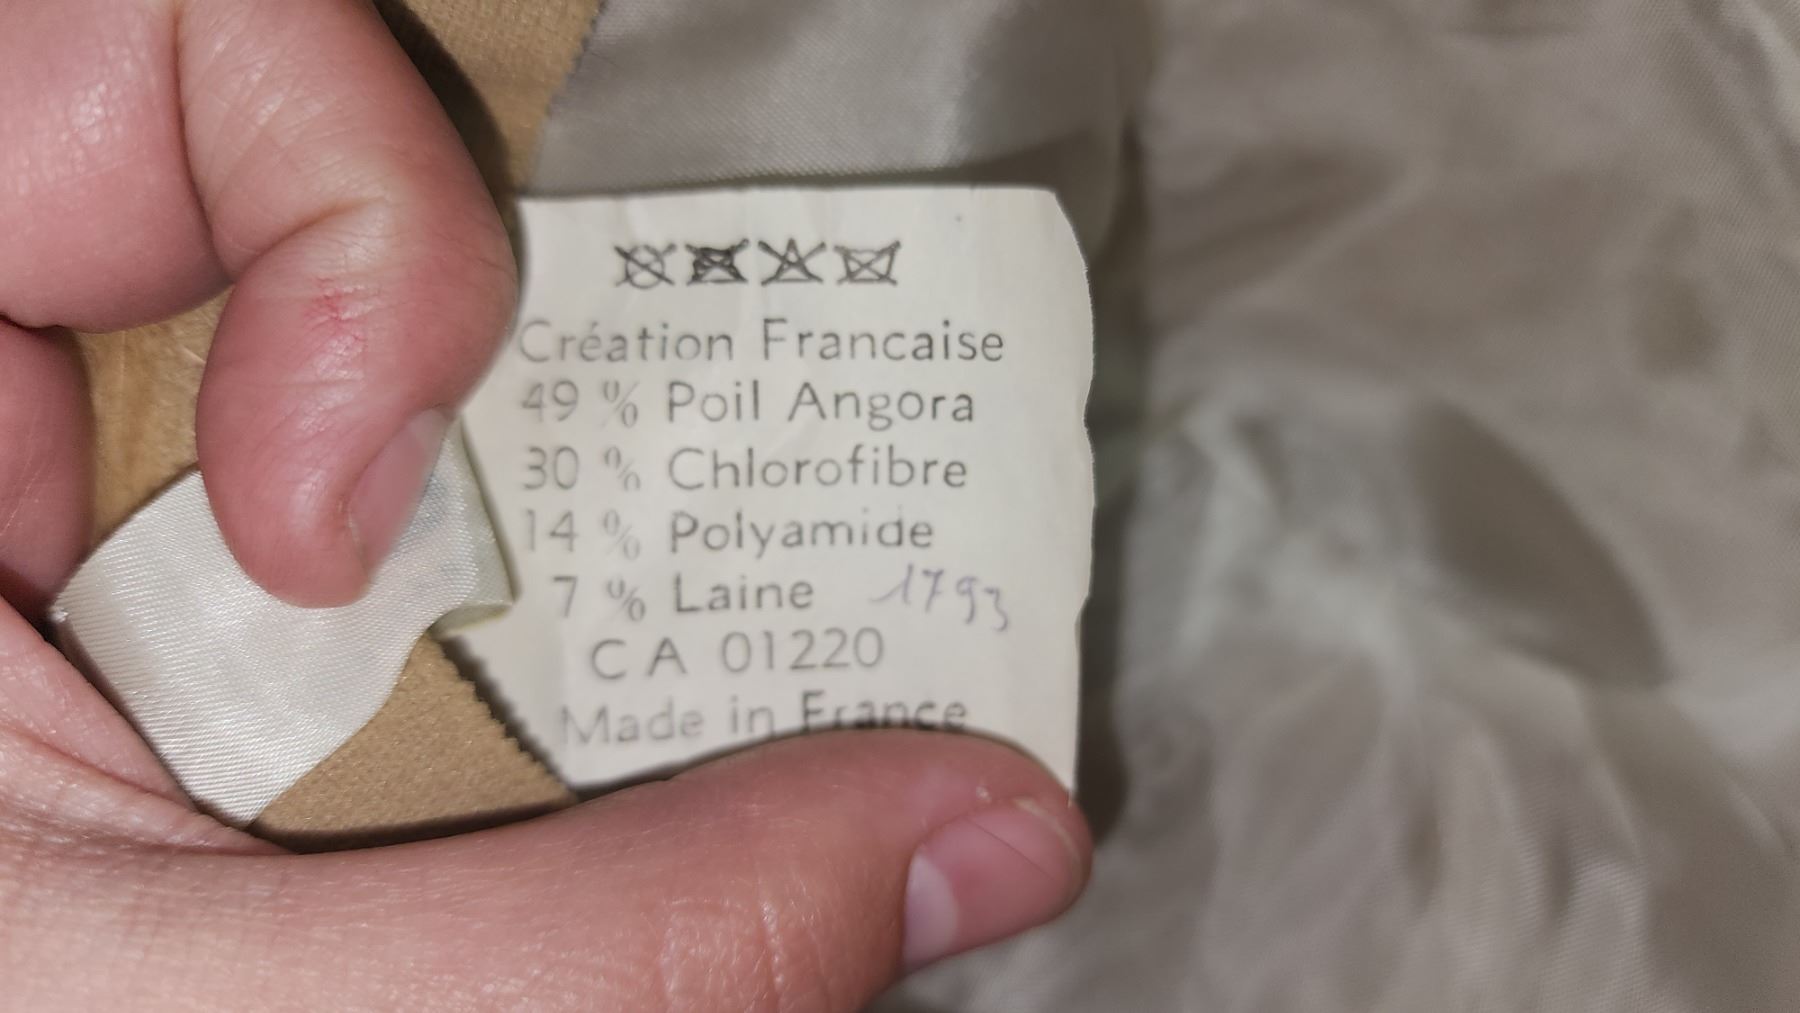 Création Francaise
49 % Poil Angora
30 % Chlorofibre
14 % Polyamide
7 % Laine 1793
C A 01220
Made in France